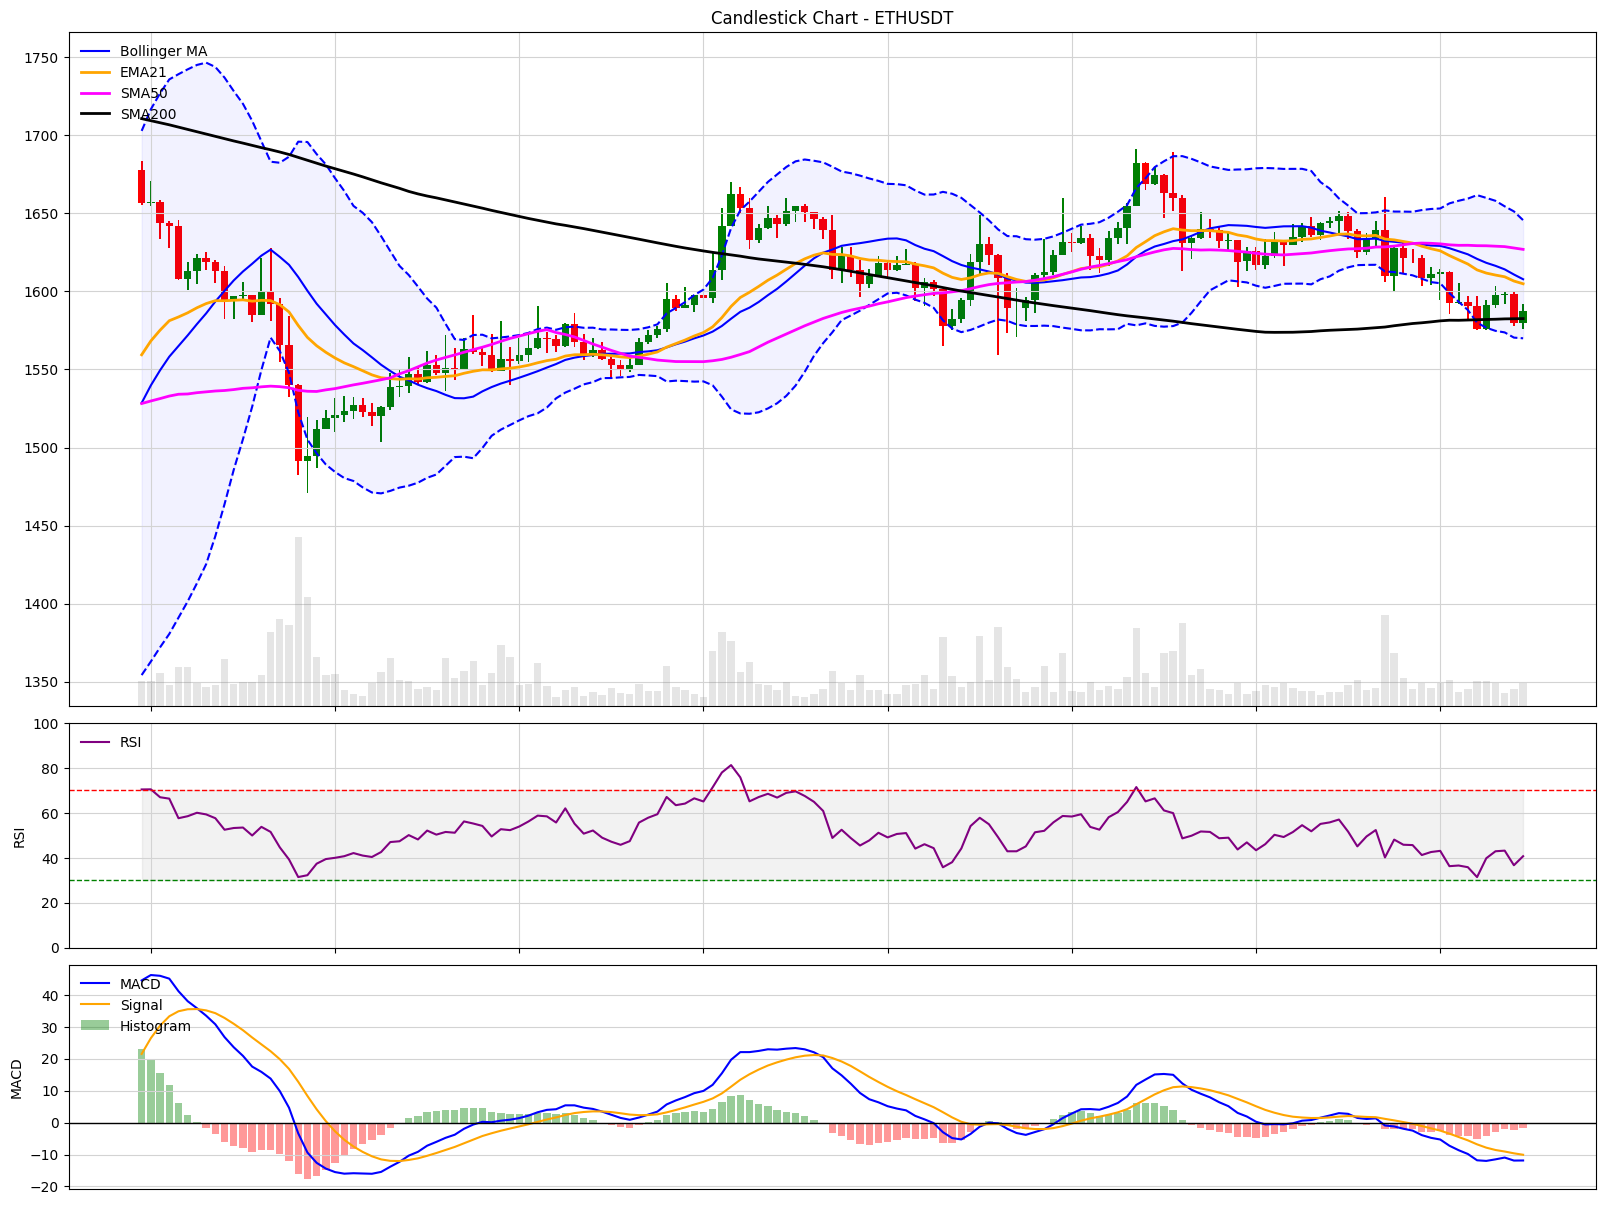 Candlestick Chart - ETHUSDT
Bollinger MA
EMA21
SMA50
SMA200
1750
1700
1650
1600
1550
1500
1450
1400
1350
RSI
100
80
60
40
20
0
RSI
MACD
Signal
Histogram
40
30
20
10
0
−10
−20
MACD